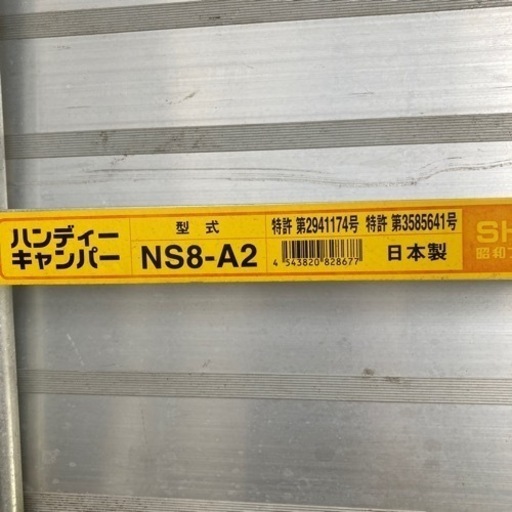 ハンディー
キャンパー
型式
NS8-A2
特許 第2941174号 特許 第3585641号
4 543820 828677
日本製
SH
昭和